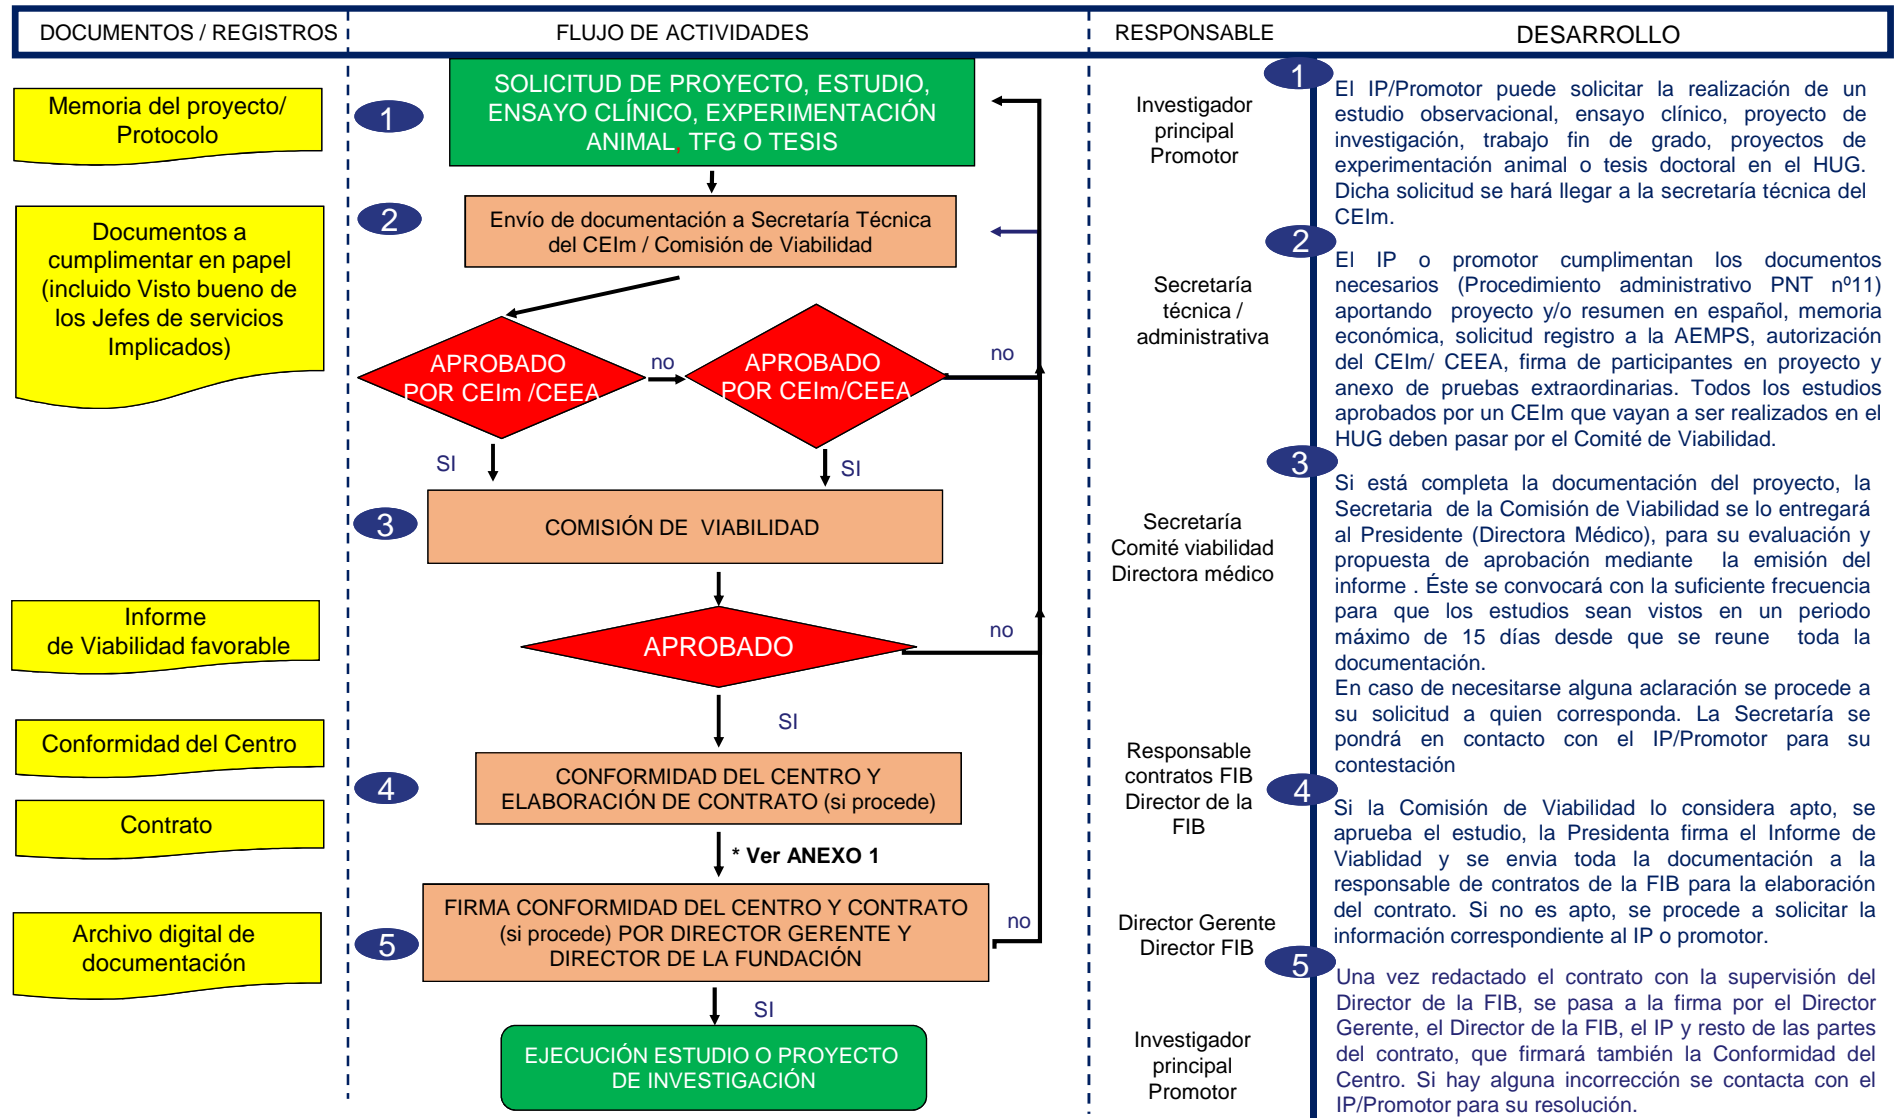 DOCUMENTOS / REGISTROS
FLUJO DE ACTIVIDADES
RESPONSABLE
DESARROLLO
Memoria del proyecto/
Protocolo
Documentos a
cumplimentar en papel
(incluido Visto bueno de
los Jefes de servicios
Implicados)
Informe
de Viabilidad favorable
Conformidad del Centro
Contrato
Archivo digital de
documentación
1
SOLICITUD DE PROYECTO, ESTUDIO,
ENSAYO CLÍNICO, EXPERIMENTACIÓN
ANIMAL, TFG O TESIS
2
Envío de documentación a Secretaría Técnica
del CEIm / Comisión de Viabilidad
APROBADO
POR CEIm /CEEA
no
APROBADO
POR CEIm/CEEA
no
SI
SI
3
COMISIÓN DE VIABILIDAD
APROBADO
no
SI
4
CONFORMIDAD DEL CENTRO Y
ELABORACIÓN DE CONTRATO (si procede)
* Ver ANEXO 1
5
FIRMA CONFORMIDAD DEL CENTRO Y CONTRATO
(si procede) POR DIRECTOR GERENTE Y
DIRECTOR DE LA FUNDACIÓN
no
SI
EJECUCIÓN ESTUDIO O PROYECTO
DE INVESTIGACIÓN
Investigador
principal
Promotor
Secretaría
técnica /
administrativa
Secretaría
Comité viabilidad
Directora médico
Responsable
contratos FIB
Director de la
FIB
Director Gerente
Director FIB
Investigador
principal
Promotor
1
El IP/Promotor puede solicitar la realización de un
estudio observacional, ensayo clínico, proyecto de
investigación, trabajo fin de grado, proyectos de
experimentación animal o tesis doctoral en el HUG.
Dicha solicitud se hará llegar a la secretaría técnica del
CEIm.
2
El IP o promotor cumplimentan los documentos
necesarios (Procedimiento administrativo PNT nº11)
aportando proyecto y/o resumen en español, memoria
económica, solicitud registro a la AEMPS, autorización
del CEIm/ CEEA, firma de participantes en proyecto y
anexo de pruebas extraordinarias. Todos los estudios
aprobados por un CEIm que vayan a ser realizados en el
HUG deben pasar por el Comité de Viabilidad.
3
Si está completa la documentación del proyecto, la
Secretaria de la Comisión de Viabilidad se lo entregará
al Presidente (Directora Médico), para su evaluación y
propuesta de aprobación mediante la emisión del
informe . Éste se convocará con la suficiente frecuencia
para que los estudios sean vistos en un periodo
máximo de 15 días desde que se reune toda la
documentación.
En caso de necesitarse alguna aclaración se procede a
su solicitud a quien corresponda. La Secretaría se
pondrá en contacto con el IP/Promotor para su
contestación
4
Si la Comisión de Viabilidad lo considera apto, se
aprueba el estudio, la Presidenta firma el Informe de
Viablidad y se envia toda la documentación a la
responsable de contratos de la FIB para la elaboración
del contrato. Si no es apto, se procede a solicitar la
información correspondiente al IP o promotor.
5
Una vez redactado el contrato con la supervisión del
Director de la FIB, se pasa a la firma por el Director
Gerente, el Director de la FIB, el IP y resto de las partes
del contrato, que firmará también la Conformidad del
Centro. Si hay alguna incorrección se contacta con el
IP/Promotor para su resolución.